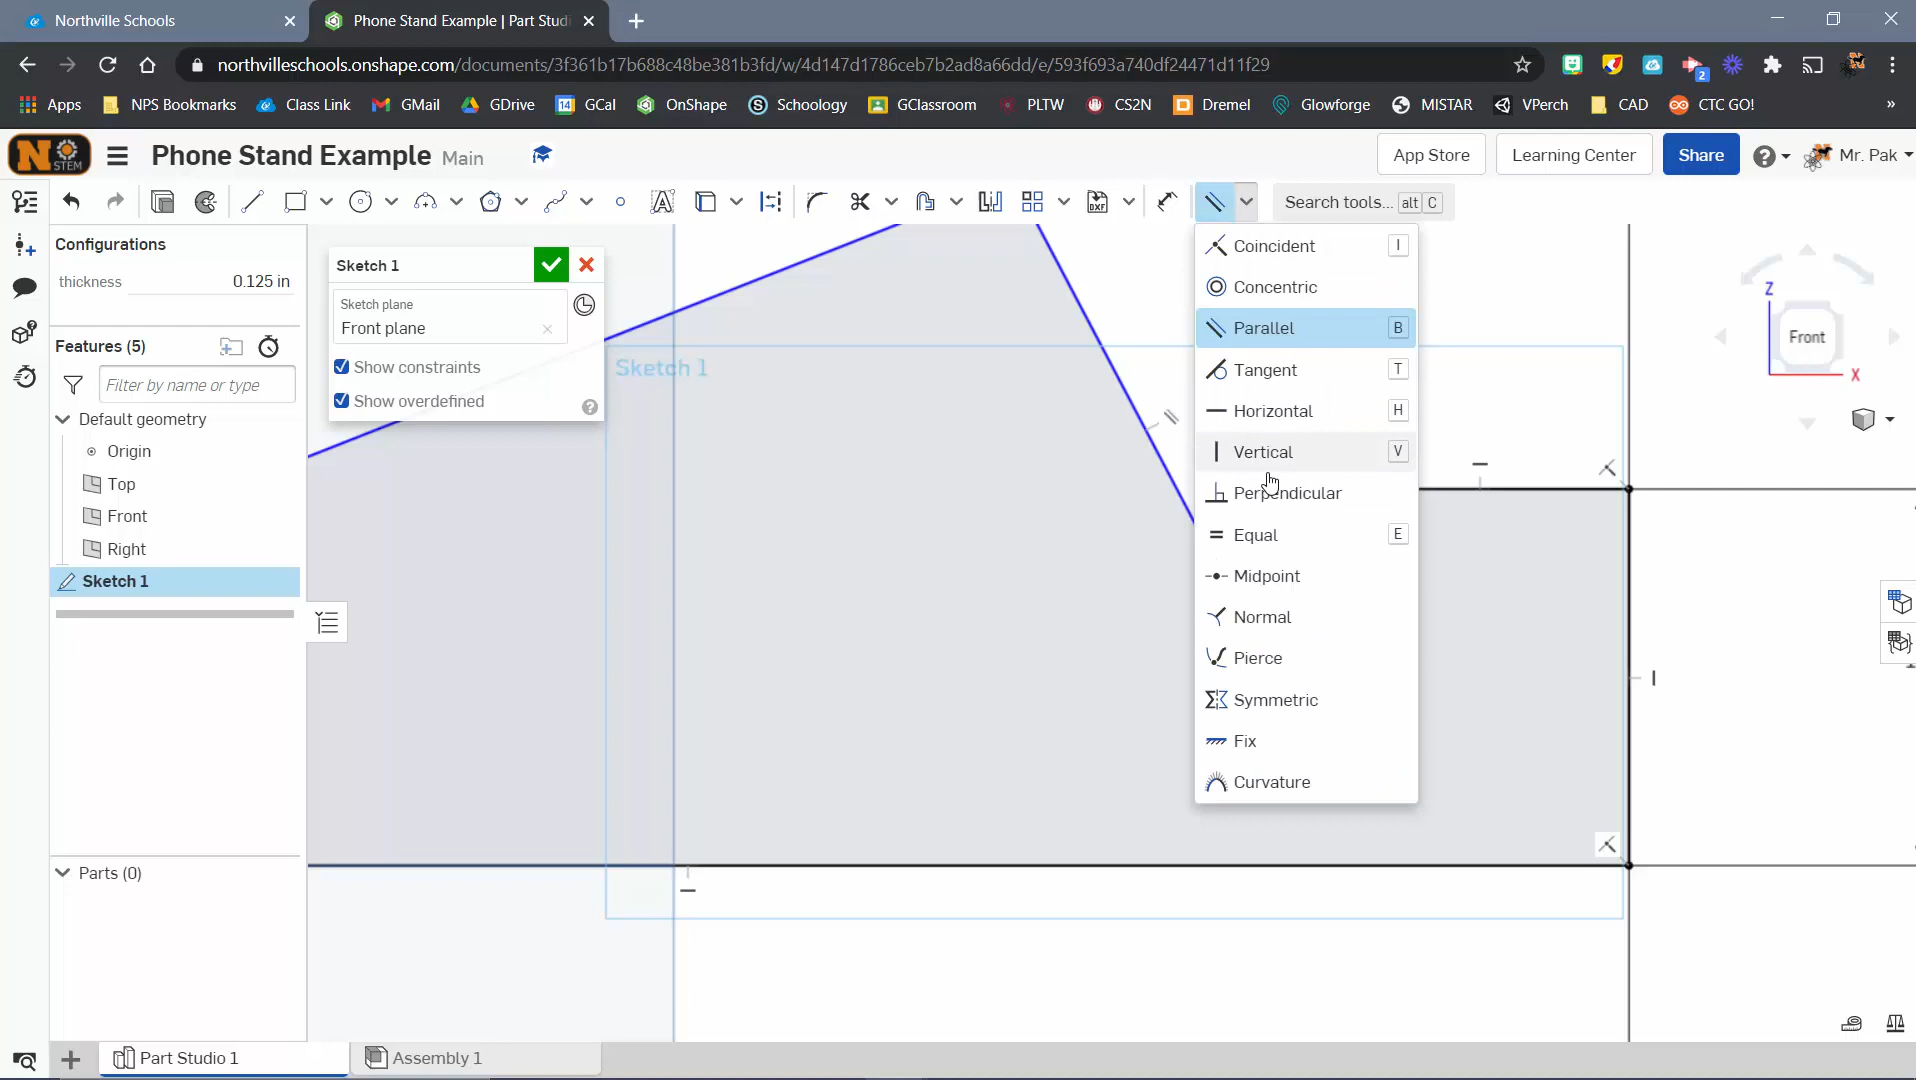 Northville Schools
Phone Stand Example | Part Studi
northvilleschools.onshape.com/documents/3f361b17b688c48be381b3fd/w/4d147d1786ceb7b2ad8a66dd/e/593f693a740df24471d11f29
2
Apps
NPS Bookmarks
Class Link
GMail
GDrive
14
GCal
OnShape
Schoology
GClassroom
PLTW
CS2N
Dremel
Glowforge
MISTAR
VPerch
CAD
CTC GO!
»
N STEM
Phone Stand Example Main
App Store
Learning Center
Share
Mr. Pak
DXF
Search tools... alt C
Configurations
thickness 0.125 in
Features (5)
Filter by name or type
Default geometry
Origin
Top
Front
Right
Sketch 1
Parts (0)
Sketch 1
Sketch plane
Front plane
Show constraints
Show overdefined
Sketch 1
Coincident I
Concentric
Parallel B
Tangent T
Horizontal H
Vertical V
Perpendicular
Equal E
Midpoint
Normal
Pierce
Symmetric
Fix
Curvature
Z
Front
X
Part Studio 1
Assembly 1